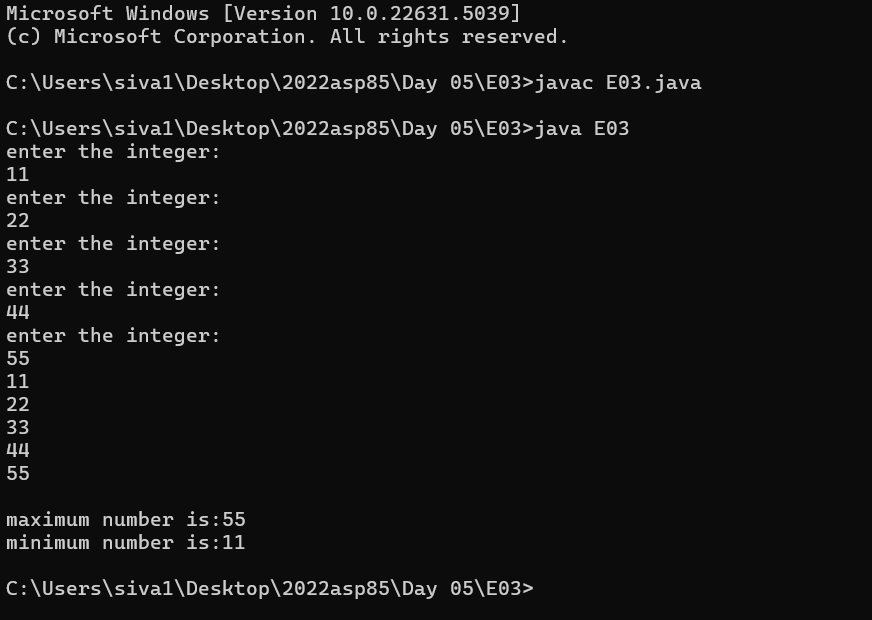 Microsoft Windows [Version 10.0.22631.5039]
(c) Microsoft Corporation. All rights reserved.
C:\Users\siva1\Desktop\2022asp85\Day 05\E03>javac E03.java
C:\Users\siva1\Desktop\2022asp85\Day 05\E03>java E03
enter the integer:
11
enter the integer:
22
enter the integer:
33
enter the integer:
44
enter the integer:
55
11
22
33
44
55
maximum number is:55
minimum number is:11
C:\Users\siva1\Desktop\2022asp85\Day 05\E03>